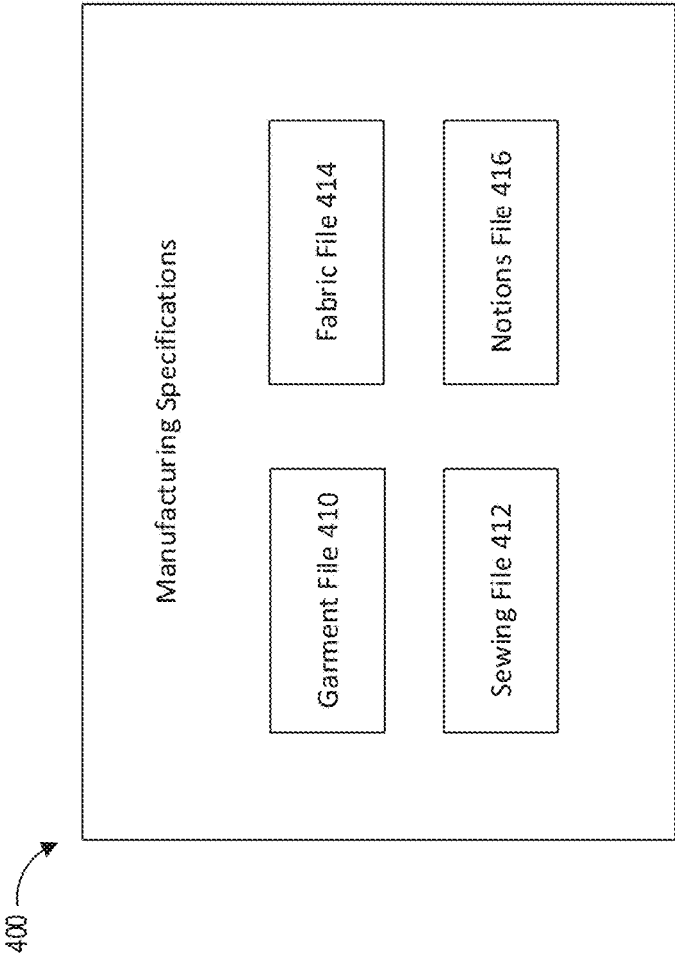 400
Manufacturing Specifications
Garment File 410
Fabric File 414
Sewing File 412
Notions File 416